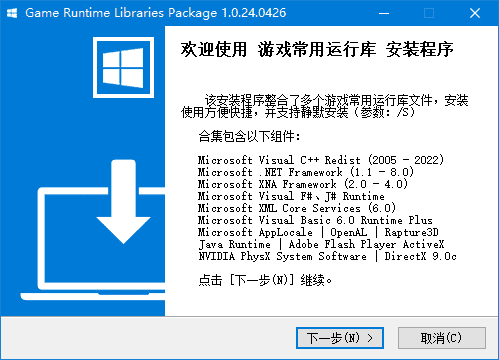 Game Runtime Libraries Package 1.0.24.0426
欢迎使用 游戏常用运行库 安装程序
该安装程序整合了多个游戏常用运行库文件，安装
使用方便快捷，并支持静默安装（参数：/S）
合集包含以下组件：
Microsoft Visual C++ Redist (2005 - 2022)
Microsoft .NET Framework (1.1 - 8.0)
Microsoft XNA Framework (2.0 - 4.0)
Microsoft Visual F#、J# Runtime
Microsoft XML Core Services (6.0)
Microsoft Visual Basic 6.0 Runtime Plus
Microsoft AppLocale | OpenAL | Rapture3D
Java Runtime | Adobe Flash Player ActiveX
NVIDIA PhysX System Software | DirectX 9.0c
点击 [下一步(N)] 继续。
下一步(N) >
取消(C)